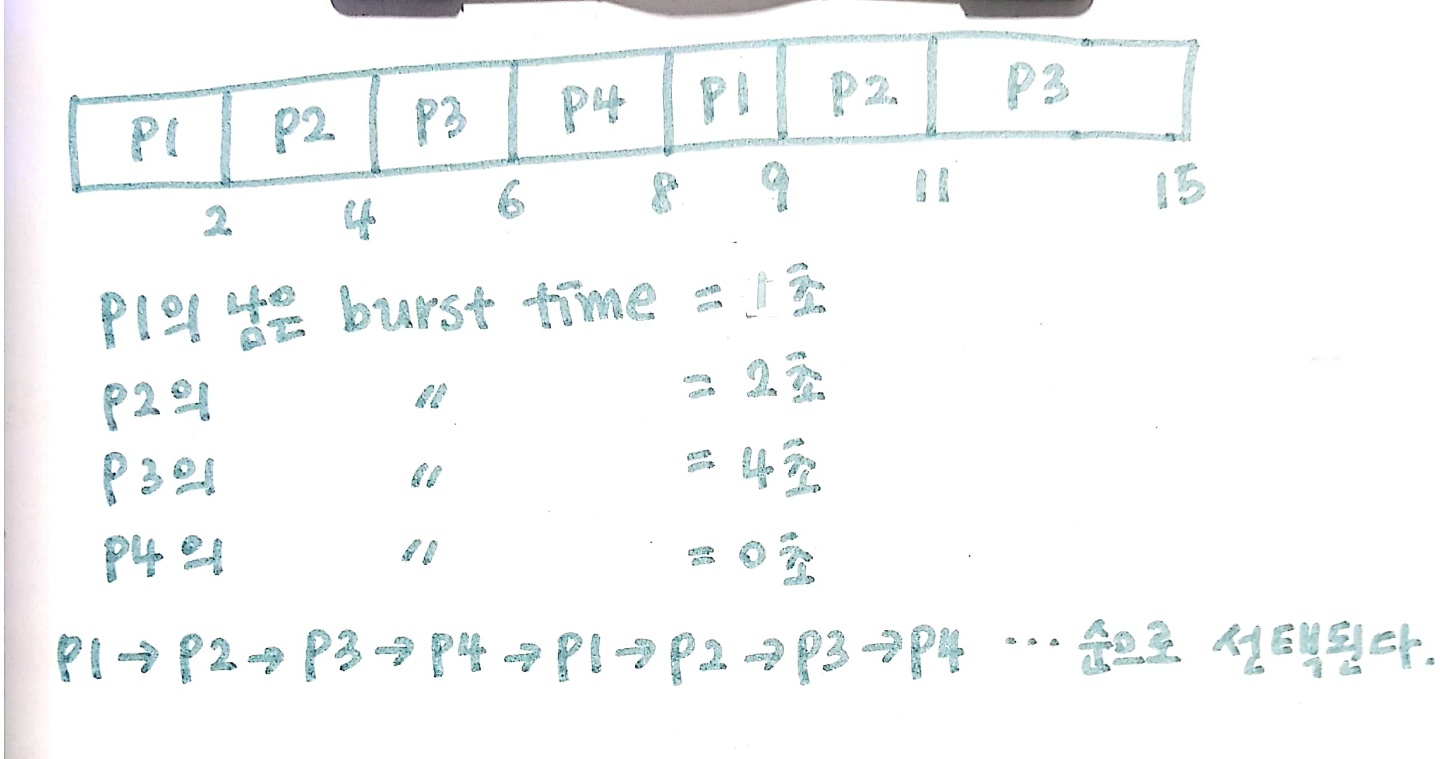 P1 P2 P3 P4 P1 P2 P3
2 4 6 8 9 11 15
P1의 남은 burst time = 1초
P2의 〃 = 2초
P3의 〃 = 4초
P4의 〃 = 0초
P1→P2→P3→P4→P1→P2→P3→P4 ··· 순으로 선택된다.